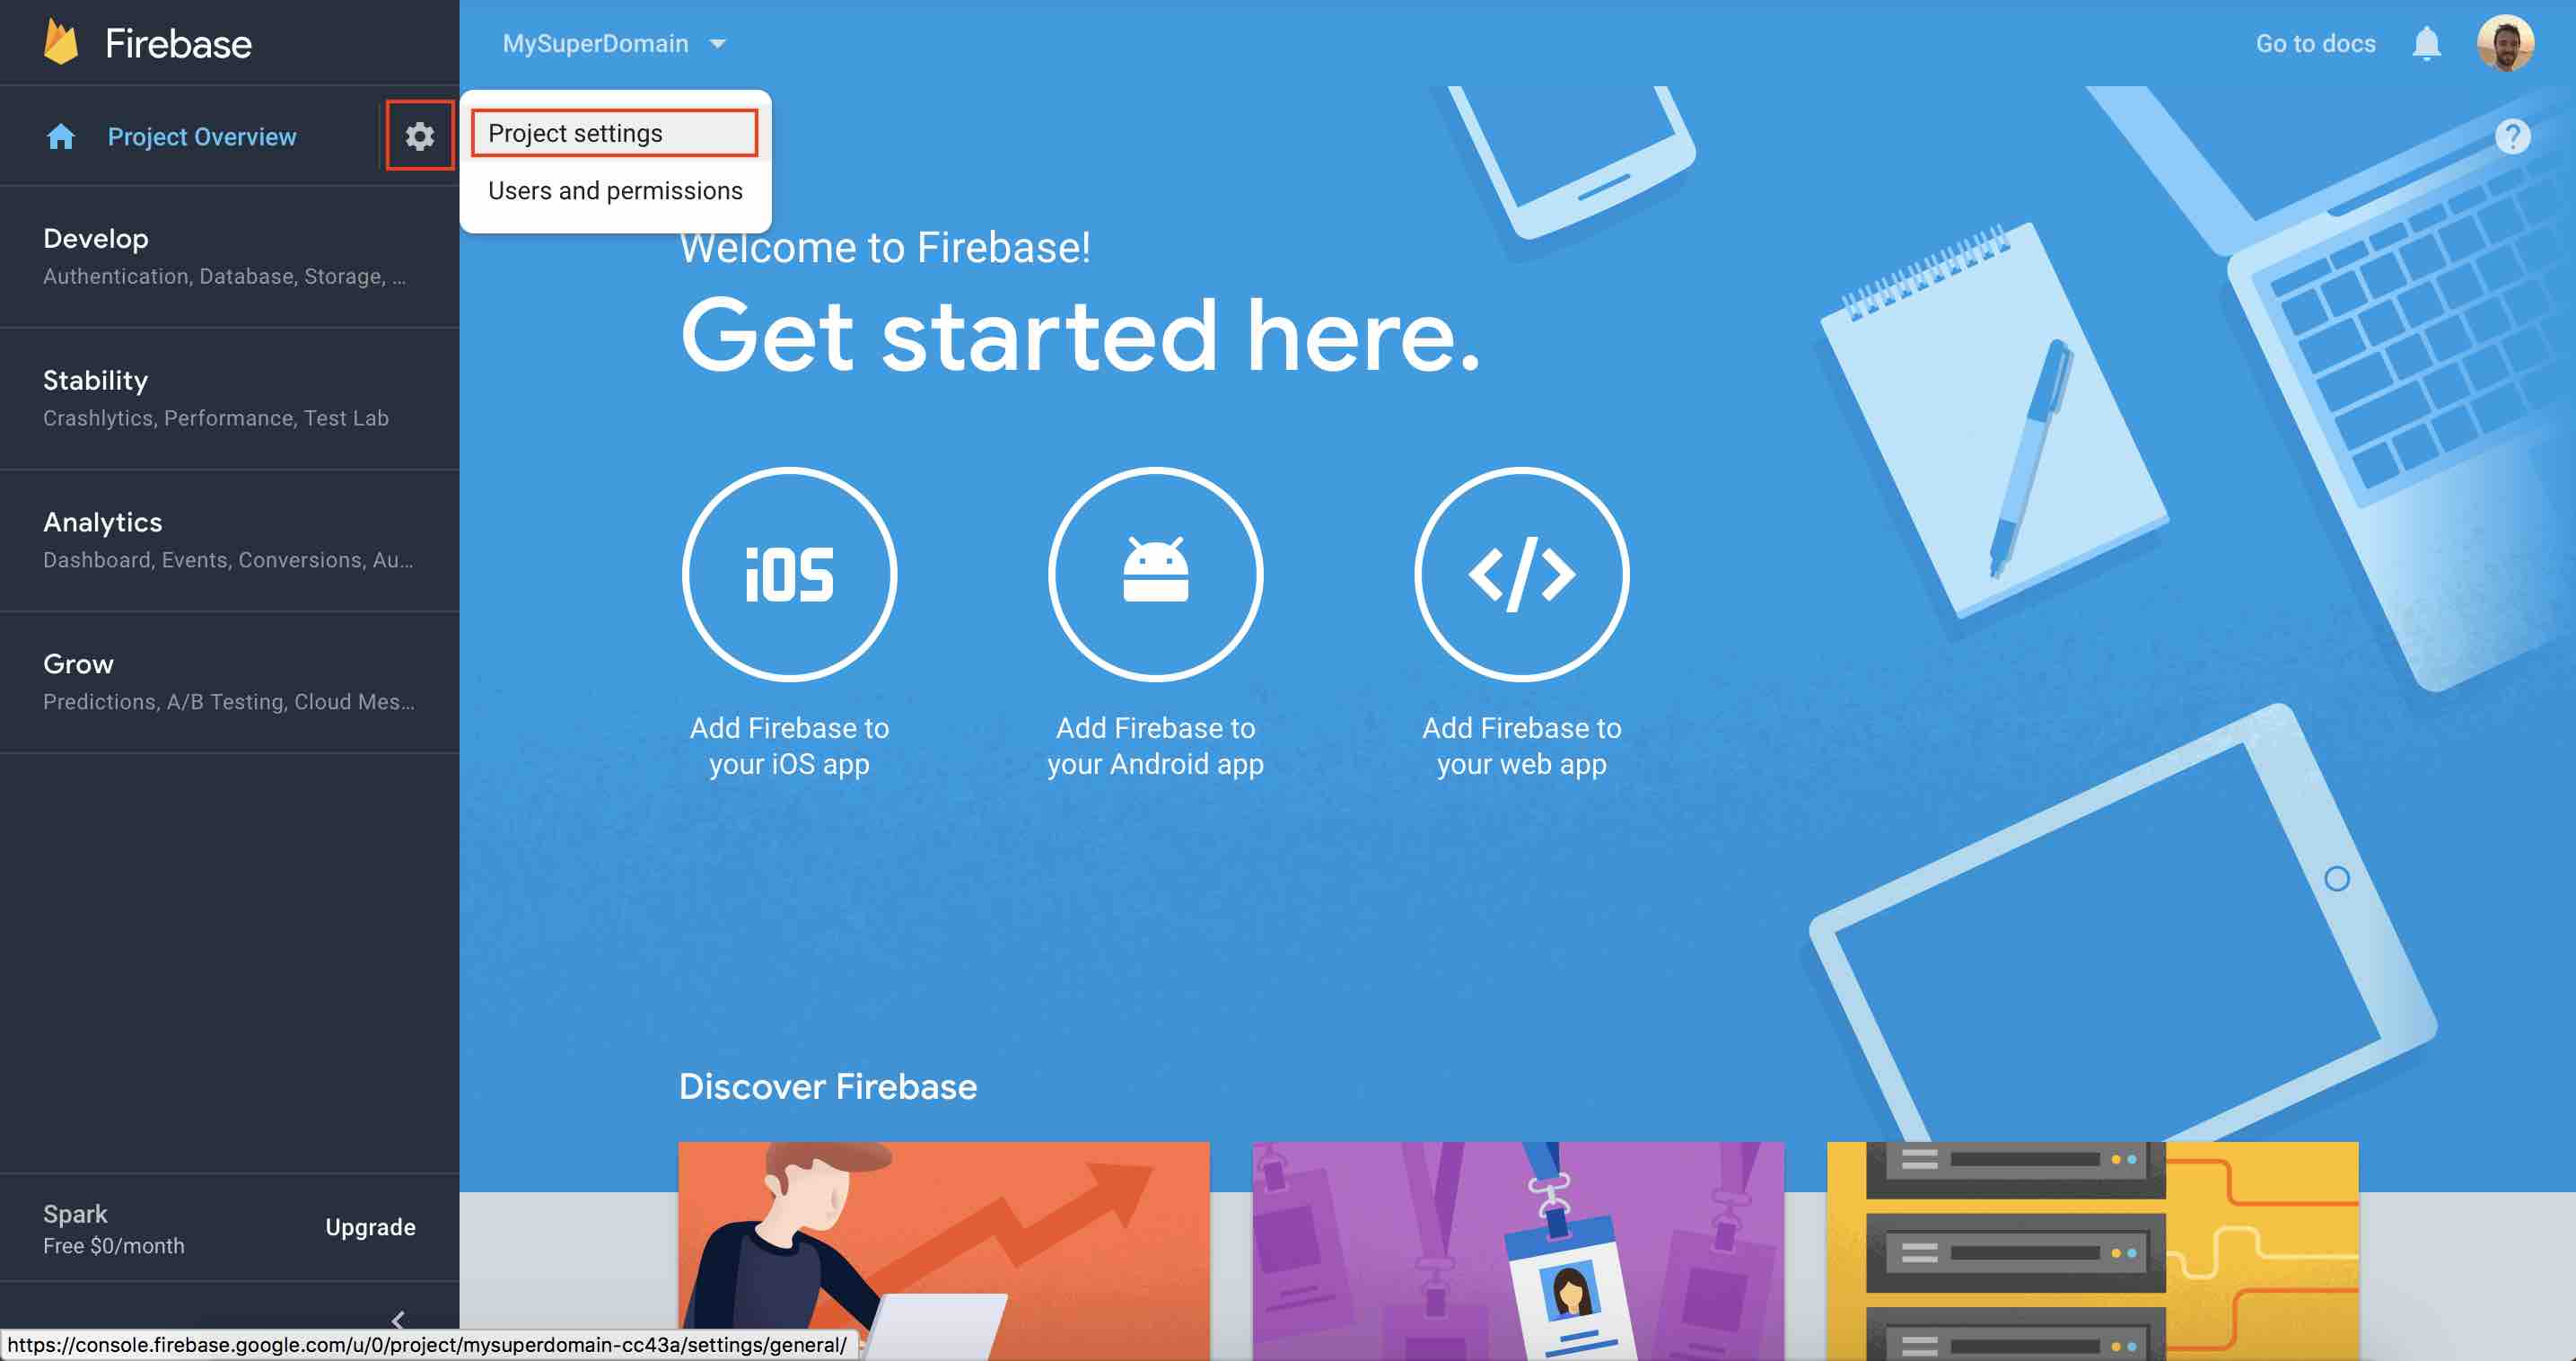 Firebase
MySuperDomain
Go to docs
Project Overview
Project settings
Users and permissions
Develop
Authentication, Database, Storage, ...
Stability
Crashlytics, Performance, Test Lab
Analytics
Dashboard, Events, Conversions, Au...
Grow
Predictions, A/B Testing, Cloud Mes...
Spark
Free $0/month
Upgrade
Welcome to Firebase!
Get started here.
iOS
</>
Add Firebase to
your iOS app
Add Firebase to
your Android app
Add Firebase to
your web app
Discover Firebase
https://console.firebase.google.com/u/0/project/mysuperdomain-cc43a/settings/general/